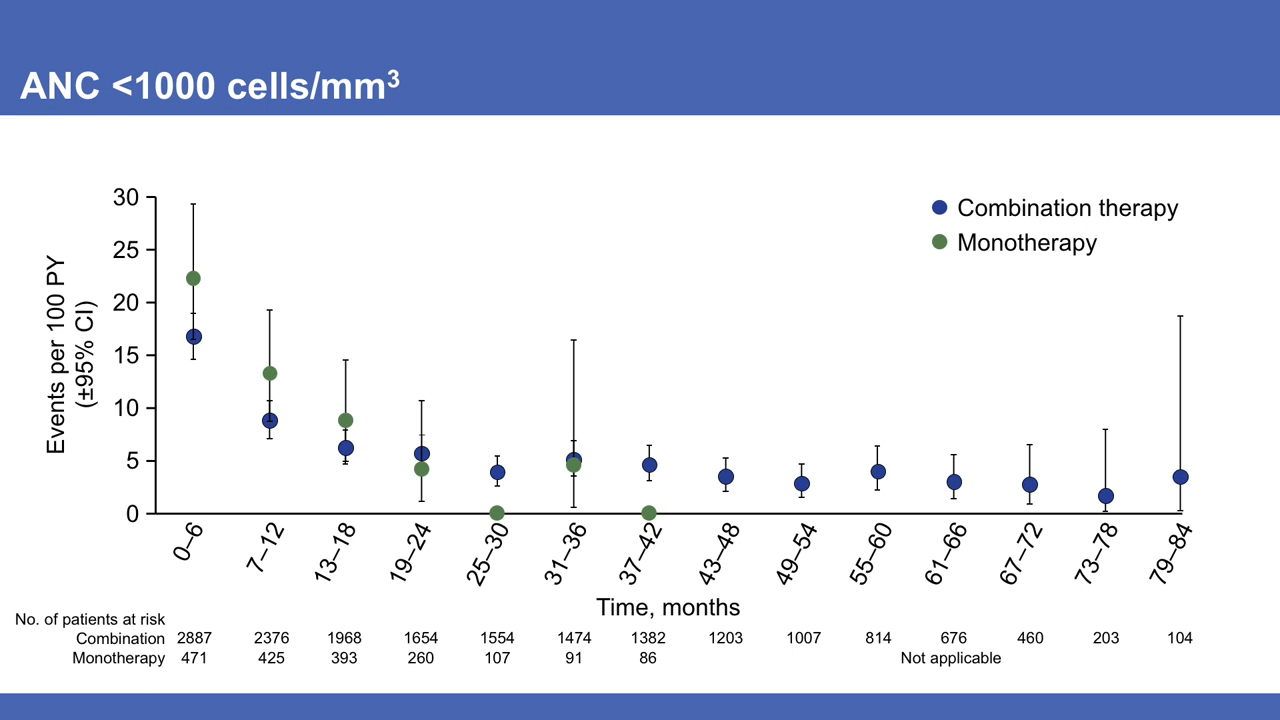 ANC <1000 cells/mm³
30
25
20
15
10
5
0
Events per 100 PY
(±95% CI)
Combination therapy
Monotherapy
0–6
7–12
13–18
19–24
25–30
31–36
37–42
43–48
49–54
55–60
61–66
67–72
73–78
79–84
Time, months
No. of patients at risk
Combination 2887 2376 1968 1654 1554 1474 1382 1203 1007 814 676 460 203 104
Monotherapy 471 425 393 260 107 91 86 Not applicable